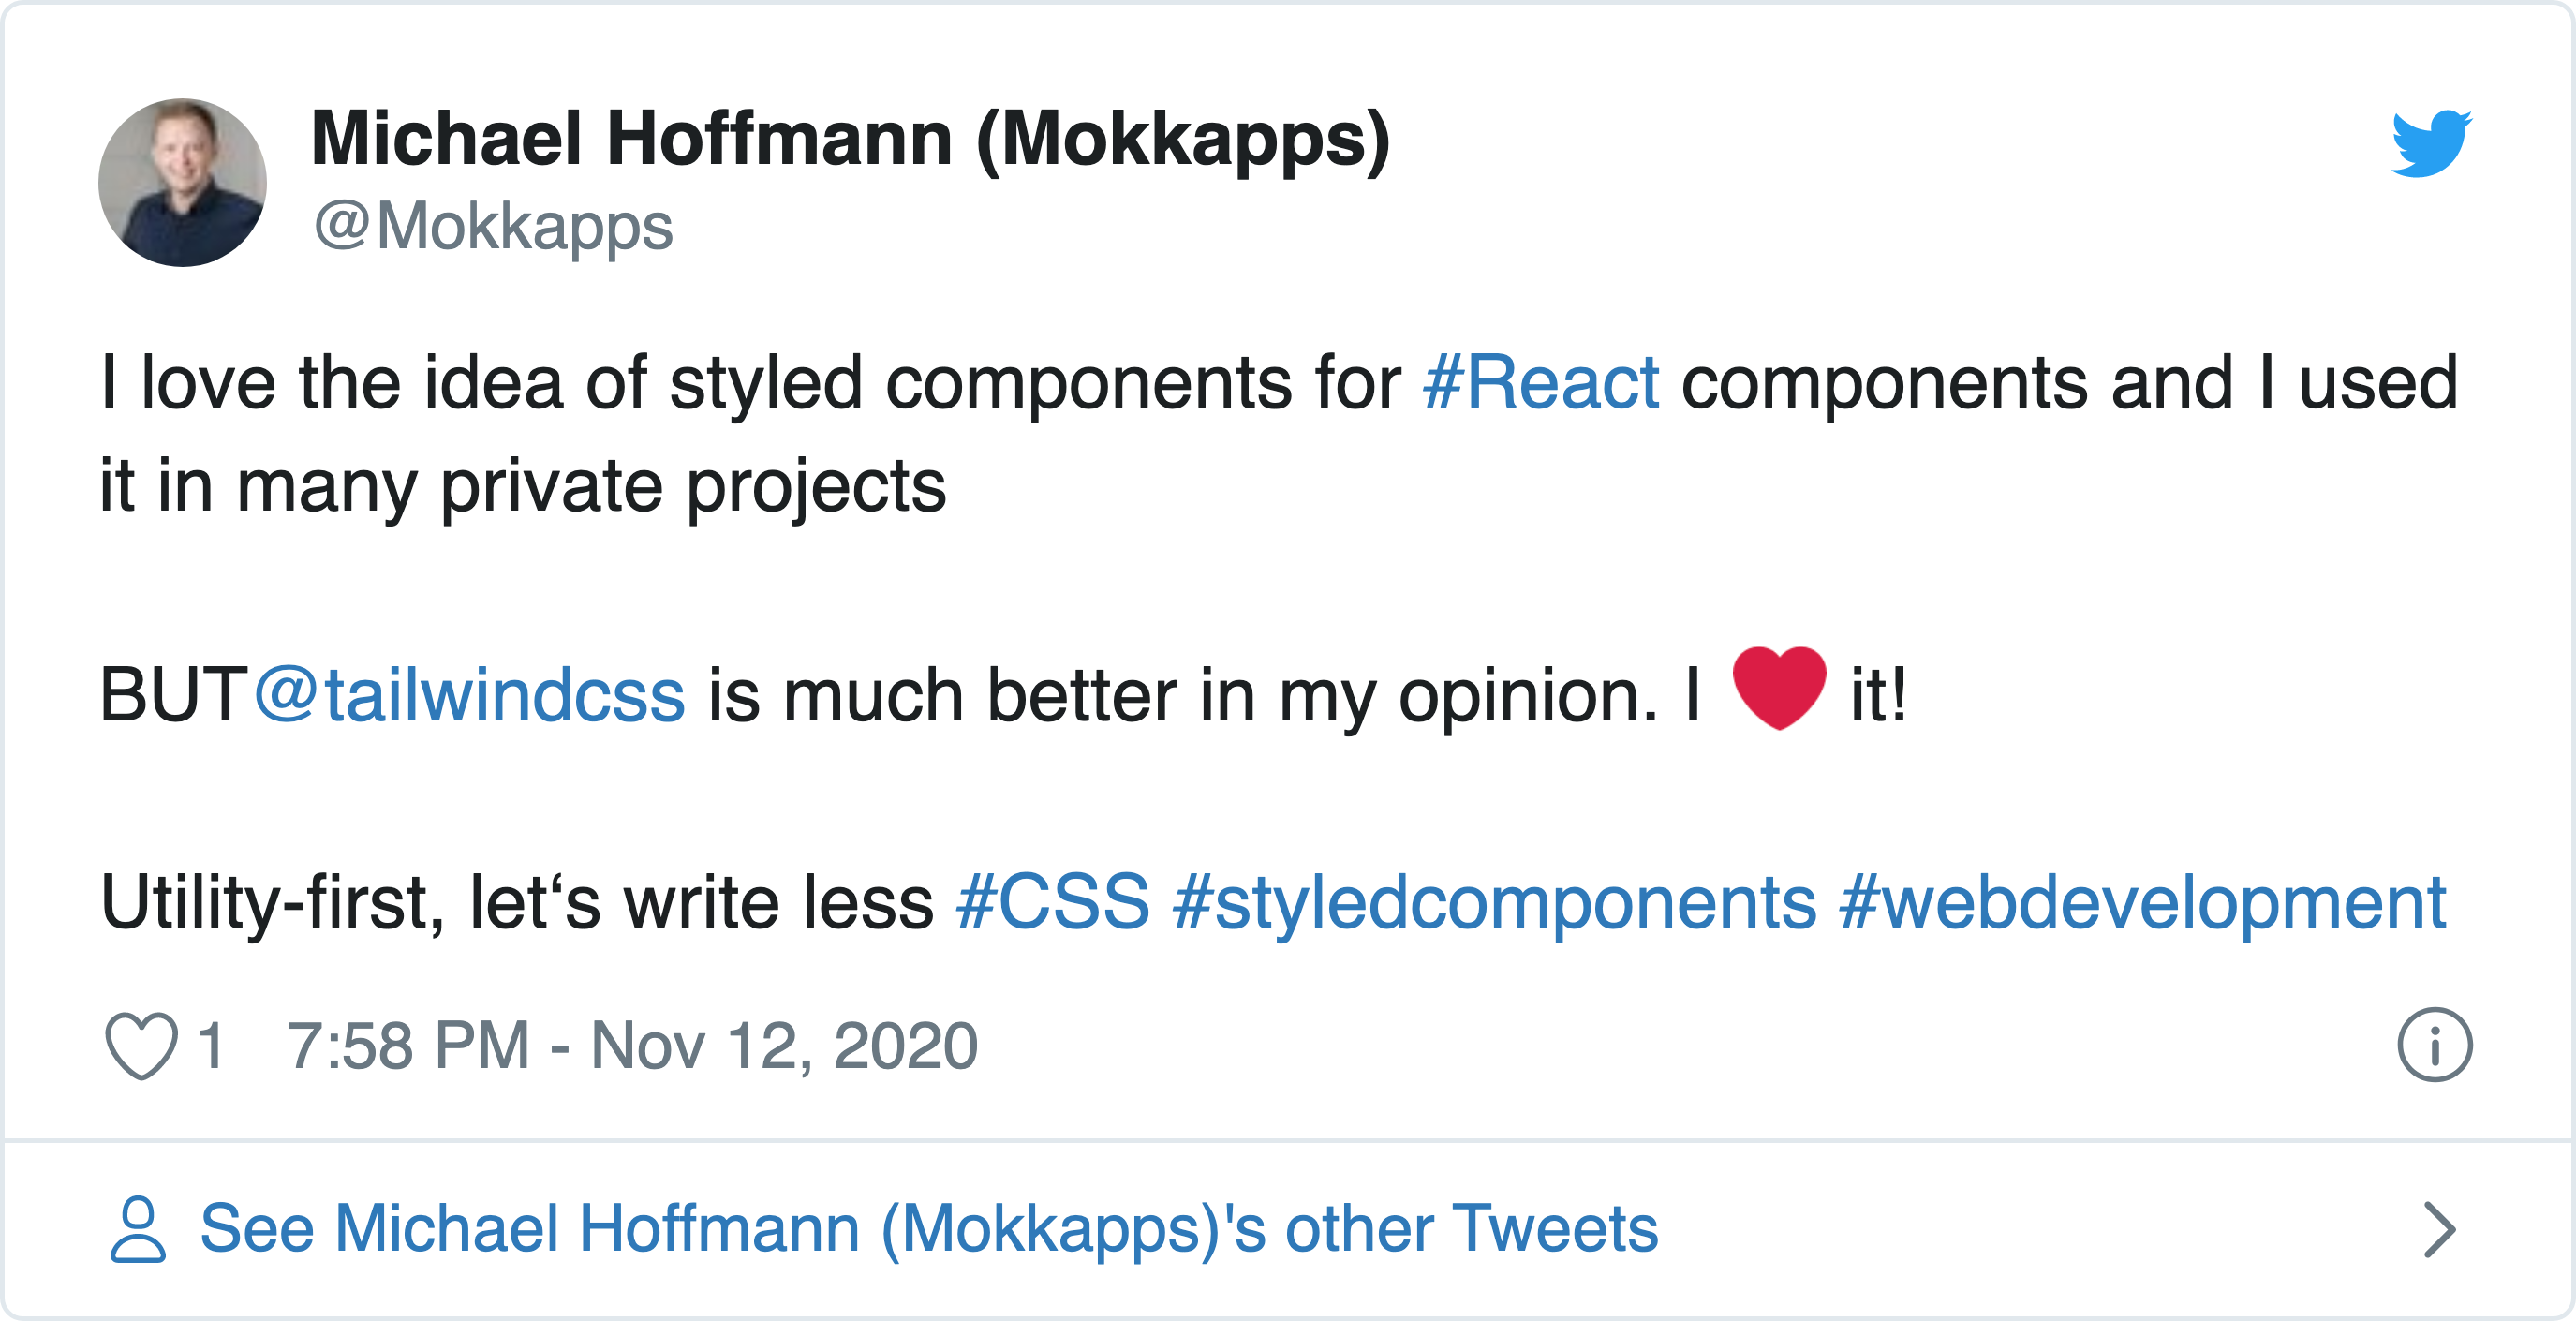 Michael Hoffmann (Mokkapps)
@Mokkapps
I love the idea of styled components for #React components and I used
it in many private projects
BUT@tailwindcss is much better in my opinion. I ❤️ it!
Utility-first, let‘s write less #CSS #styledcomponents #webdevelopment
1 7:58 PM - Nov 12, 2020
See Michael Hoffmann (Mokkapps)'s other Tweets